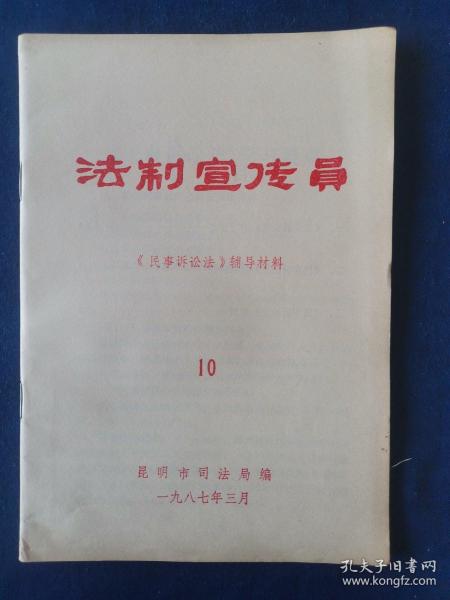 法制宣传員
《民事诉讼法》辅导材料
10
昆明市司法局编
一九八七年三月
孔夫子旧书网
www.kongfz.com